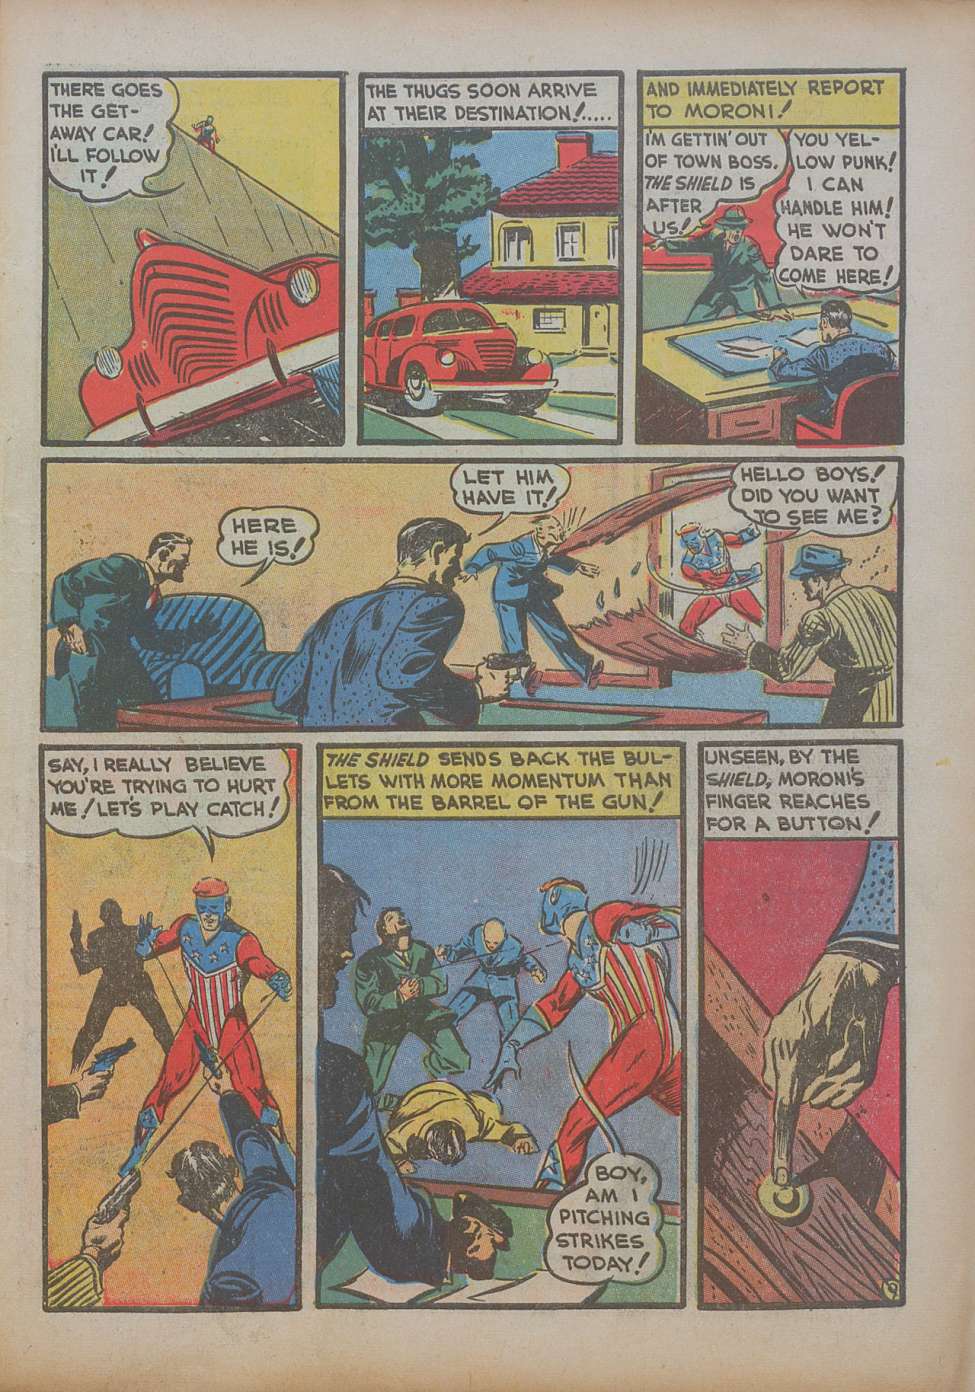 THERE GOES
THE GET-
AWAY CAR!
I'LL FOLLOW
IT!
THE THUGS SOON ARRIVE
AT THEIR DESTINATION!.....
AND IMMEDIATELY REPORT
TO MORONI!
I'M GETTIN' OUT
OF TOWN BOSS.
THE SHIELD IS
AFTER
US!
YOU YEL-
LOW PUNK!
I CAN
HANDLE HIM!
HE WON'T
DARE TO
COME HERE!
HERE
HE IS!
LET HIM
HAVE IT!
HELLO BOYS!
DID YOU WANT
TO SEE ME?
SAY, I REALLY BELIEVE
YOU'RE TRYING TO HURT
ME! LET'S PLAY CATCH!
THE SHIELD SENDS BACK THE BUL-
LETS WITH MORE MOMENTUM THAN
FROM THE BARREL OF THE GUN!
BOY,
AM I
PITCHING
STRIKES
TODAY!
UNSEEN, BY THE
SHIELD, MORONI'S
FINGER REACHES
FOR A BUTTON!
9